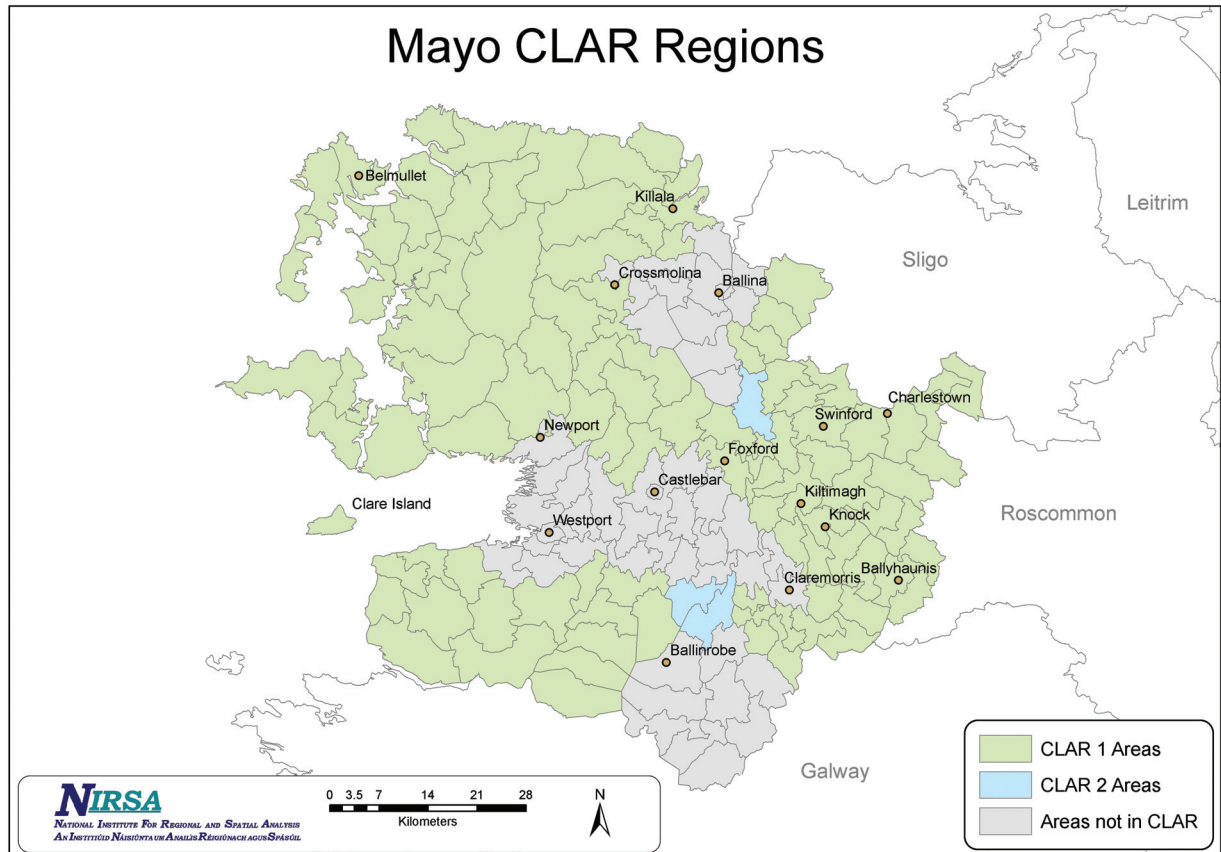 Mayo CLAR Regions
Belmullet
Killala
Leitrim
Sligo
Crossmolina
Ballina
Charlestown
Swinford
Newport
Foxford
Castlebar
Clare Island
Kiltimagh
Roscommon
Knock
Westport
Ballyhaunis
Claremorris
Ballinrobe
Galway
CLAR 1 Areas
CLAR 2 Areas
Areas not in CLAR
NIRSA
NATIONAL INSTITUTE FOR REGIONAL AND SPATIAL ANALYSIS
AN INSTITIÚID NÁISIÚNTA UM ANAILÍS RÉIGIÚNACH AGUS SPÁSÚIL
0 3.5 7 14 21 28
Kilometers
N